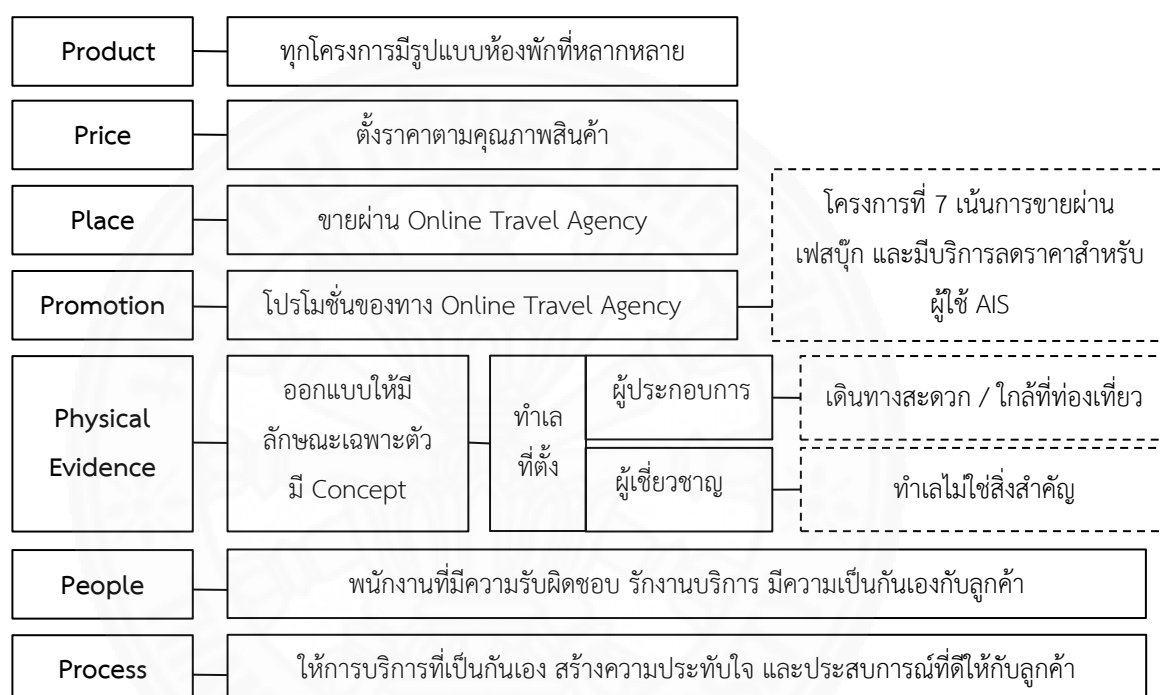 Product
ทุกโครงการมีรูปแบบห้องพักที่หลากหลาย
Price
ตั้งราคาตามคุณภาพสินค้า
Place
ขายผ่าน Online Travel Agency
Promotion
โปรโมชั่นของทาง Online Travel Agency
โครงการที่ 7 เน้นการขายผ่าน
เฟสบุ๊ก และมีบริการลดราคาสำหรับ
ผู้ใช้ AIS
Physical
Evidence
ออกแบบให้มี
ลักษณะเฉพาะตัว
มี Concept
ทำเล
ที่ตั้ง
ผู้ประกอบการ
เดินทางสะดวก / ใกล้ที่ท่องเที่ยว
ผู้เชี่ยวชาญ
ทำเลไม่ใช่สิ่งสำคัญ
People
พนักงานที่มีความรับผิดชอบ รักงานบริการ มีความเป็นกันเองกับลูกค้า
Process
ให้การบริการที่เป็นกันเอง สร้างความประทับใจ และประสบการณ์ที่ดีให้กับลูกค้า